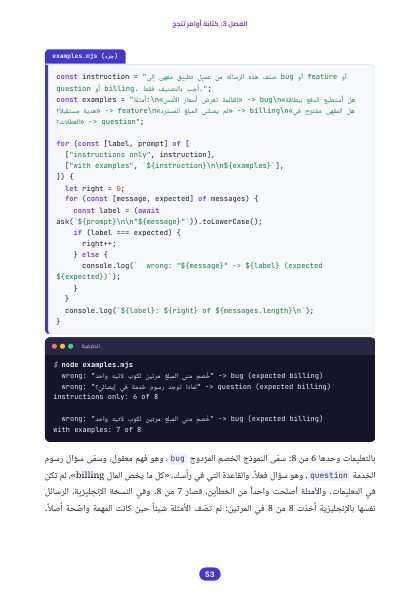 الفصل 3: كتابة أوامر تنجح
examples.mjs (جزء)
const instruction = "صنف هذه الرسالة من عميل تطبيق مقهى إلى bug أو feature أو
question أو billing. أجب بالتصنيف فقط.";
const examples = "أمثلة:\n«القائمة تعرض أسعار الأمس» -> bug\n«هل أستطيع الدفع ببطاقة
هدية مستقبلاً؟» -> feature\n«لم يصلني المبلغ المسترد» -> billing\n«هل المقهى مفتوح في
العطلات؟» -> question";
for (const [label, prompt] of [
["instructions only", instruction],
["with examples", `${instruction}\n\n${examples}`],
]) {
let right = 0;
for (const [message, expected] of messages) {
const label = (await
ask(`${prompt}\n\n"${message}"`)).toLowerCase();
if (label === expected) {
right++;
} else {
console.log(`  wrong: "${message}" -> ${label} (expected
${expected})`);
}
}
console.log(`${label}: ${right} of ${messages.length}\n`);
}
الطرفية
$ node examples.mjs
wrong: "خُصم مني المبلغ مرتين لكوب لاتيه واحد" -> bug (expected billing)
wrong: "لماذا توجد رسوم خدمة في إيصالي؟" -> question (expected billing)
instructions only: 6 of 8
wrong: "خُصم مني المبلغ مرتين لكوب لاتيه واحد" -> bug (expected billing)
with examples: 7 of 8
بالتعليمات وحدها 6 من 8: سمّى النموذج الخصم المزدوج bug، وهو فهم معقول، وسمّى سؤال رسوم
الخدمة question، وهو سؤال فعلاً. والقاعدة التي في رأسك، «كل ما يخص المال billing»، لم تكن
في التعليمات. والأمثلة أصلحت واحداً من الخطأين، فصار 7 من 8. وفي النسخة الإنجليزية، الرسائل
نفسها بالإنجليزية أخذت 8 من 8 في المرتين: لم تضف الأمثلة شيئاً حين كانت المهمة واضحة أصلاً.
53